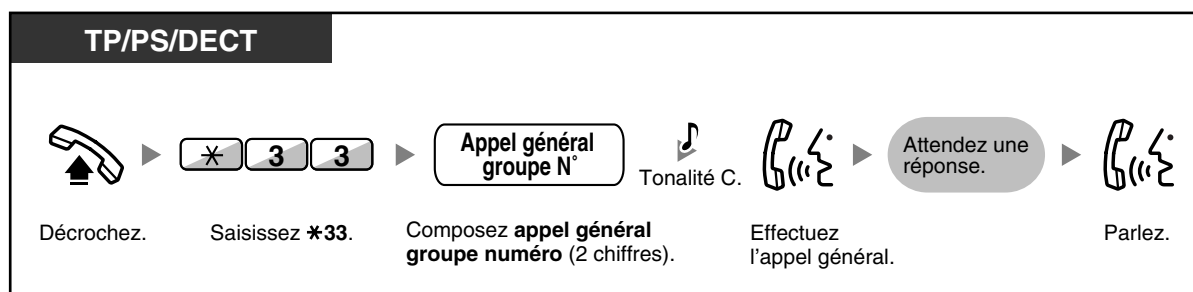 TP/PS/DECT
✳ 3 3
Appel général
groupe N°
Tonalité C.
Attendez une
réponse.
Décrochez.
Saisissez ✳33.
Composez appel général
groupe numéro (2 chiffres).
Effectuez
l'appel général.
Parlez.